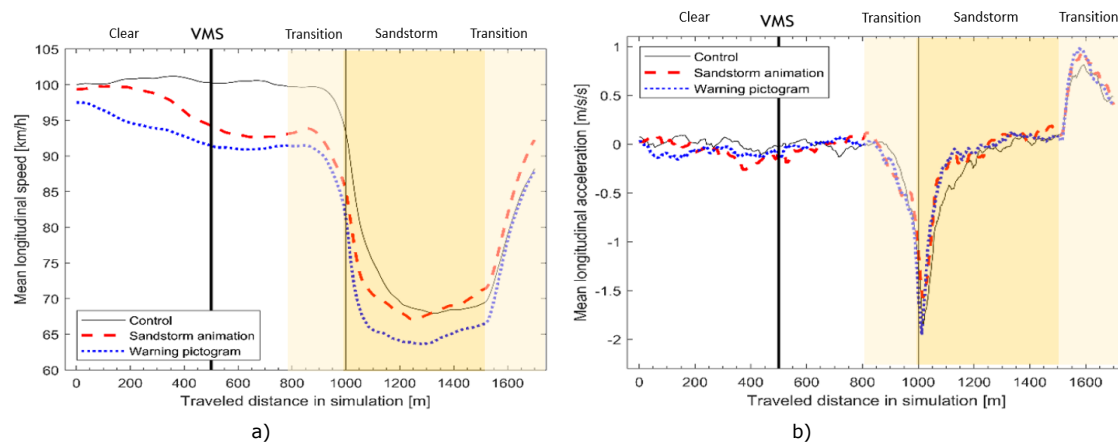 Clear VMS Transition Sandstorm Transition
105
100
95
90
85
80
75
70
65
60
Mean longitudinal speed [km/h]
Control
Sandstorm animation
Warning pictogram
0 200 400 600 800 1000 1200 1400 1600
Traveled distance in simulation [m]
a)
Clear VMS Transition Sandstorm Transition
1
0.5
0
-0.5
-1
-1.5
-2
Mean longitudinal acceleration [m/s/s]
Control
Sandstorm animation
Warning pictogram
0 200 400 600 800 1000 1200 1400 1600
Traveled distance in simulation [m]
b)